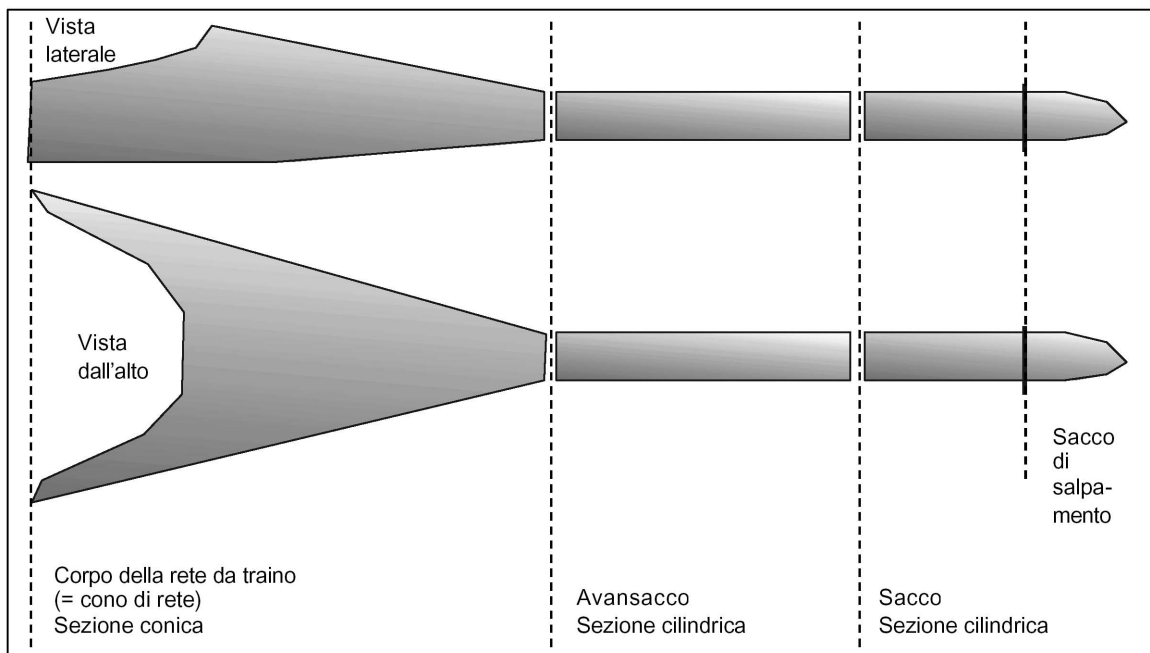 Vista
laterale
Vista
dall'alto
Sacco
di
salpa-
mento
Corpo della rete da traino
(= cono di rete)
Sezione conica
Avansacco
Sezione cilindrica
Sacco
Sezione cilindrica